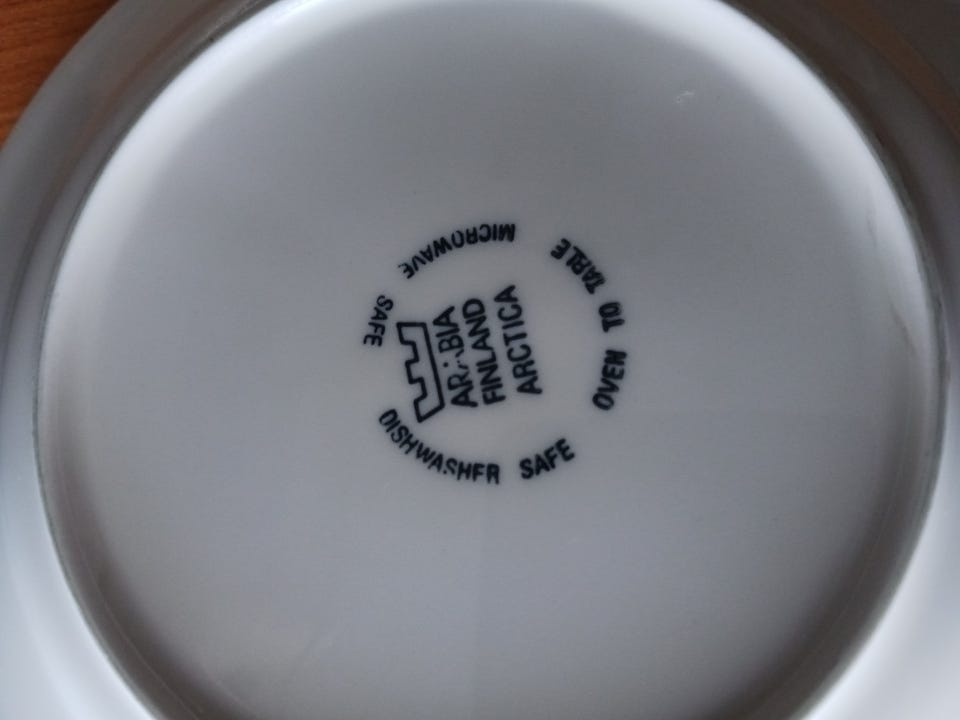 ARABIA
FINLAND
ARCTICA
DISHWASHER SAFE
OVEN TO TABLE
MICROWAVE SAFE